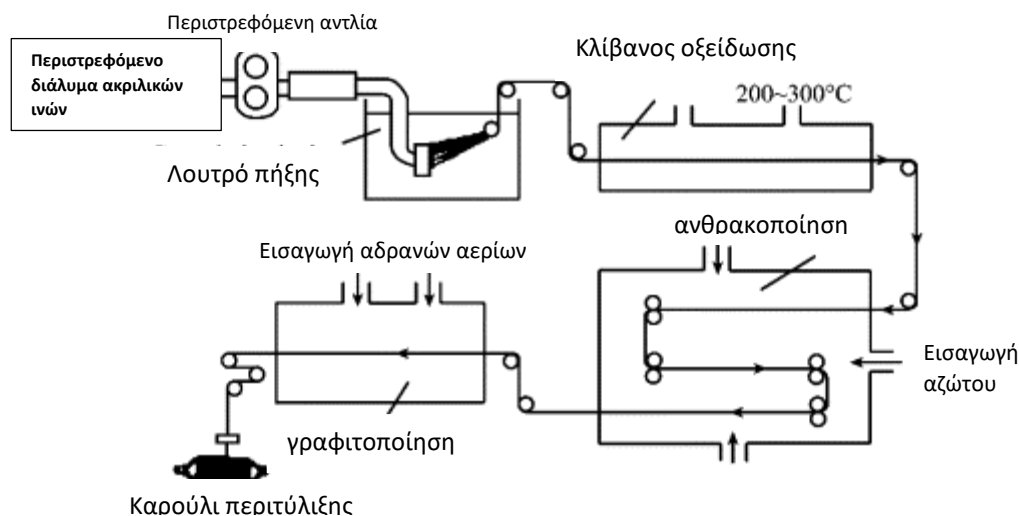 Περιστρεφόμενη αντλία
Περιστρεφόμενο
διάλυμα ακριλικών
ινών
Κλίβανος οξείδωσης
200~300°C
Λουτρό πήξης
ανθρακοποίηση
Εισαγωγή αδρανών αερίων
Εισαγωγή
αζώτου
γραφιτοποίηση
Καρούλι περιτύλιξης